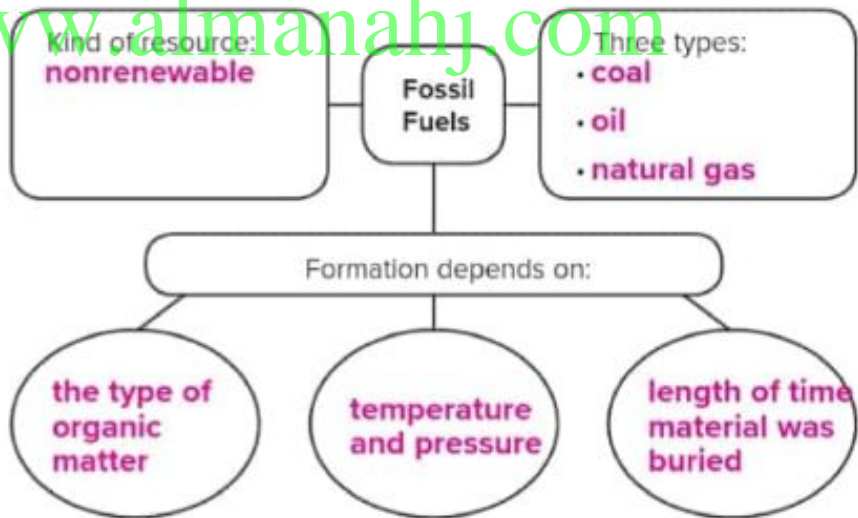 www.almanahj.com
Kind of resource:
nonrenewable
Fossil
Fuels
Three types:
• coal
• oil
• natural gas
Formation depends on:
the type of
organic
matter
temperature
and pressure
length of time
material was
buried